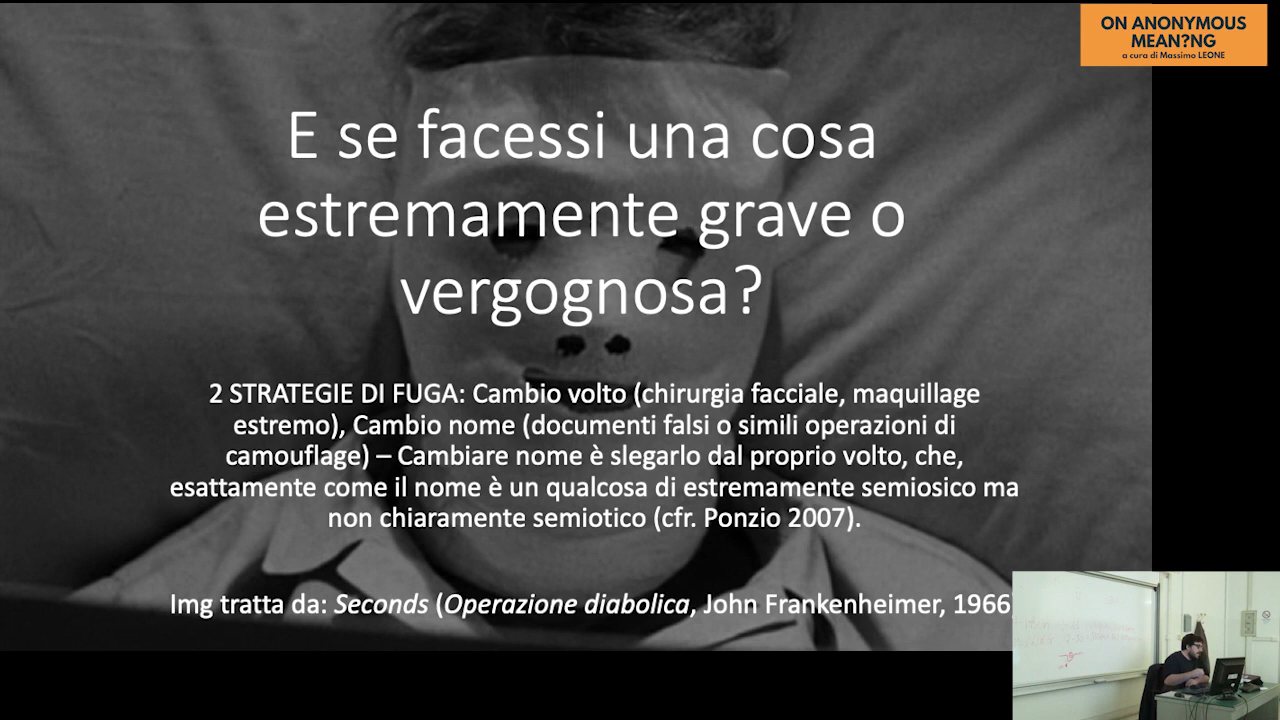 ON ANONYMOUS
MEAN?NG
a cura di Massimo LEONE
E se facessi una cosa
estremamente grave o
vergognosa?
2 STRATEGIE DI FUGA: Cambio volto (chirurgia facciale, maquillage
estremo), Cambio nome (documenti falsi o simili operazioni di
camouflage) – Cambiare nome è slegarlo dal proprio volto, che,
esattamente come il nome è un qualcosa di estremamente semiosico ma
non chiaramente semiotico (cfr. Ponzio 2007).
Img tratta da: Seconds (Operazione diabolica, John Frankenheimer, 1966)